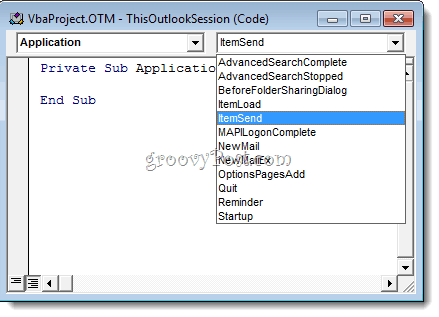 VbaProject.OTM - ThisOutlookSession (Code)
Application
ItemSend
Private Sub Applicatio
End Sub
AdvancedSearchComplete
AdvancedSearchStopped
BeforeFolderSharingDialog
ItemLoad
ItemSend
MAPILogonComplete
NewMail
NewMailEx
OptionsPagesAdd
Quit
Reminder
Startup
groovyPost.com